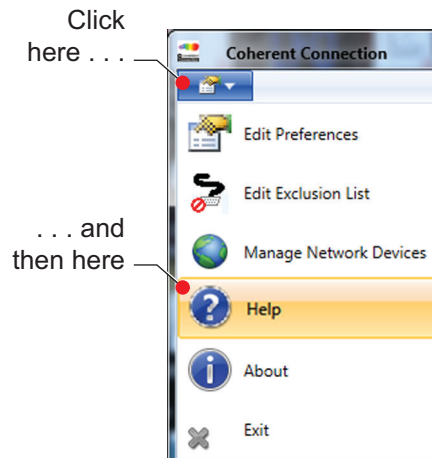 Click
here . . .
Coherent Connection
Edit Preferences
Edit Exclusion List
. . . and
then here
Manage Network Devices
Help
About
Exit